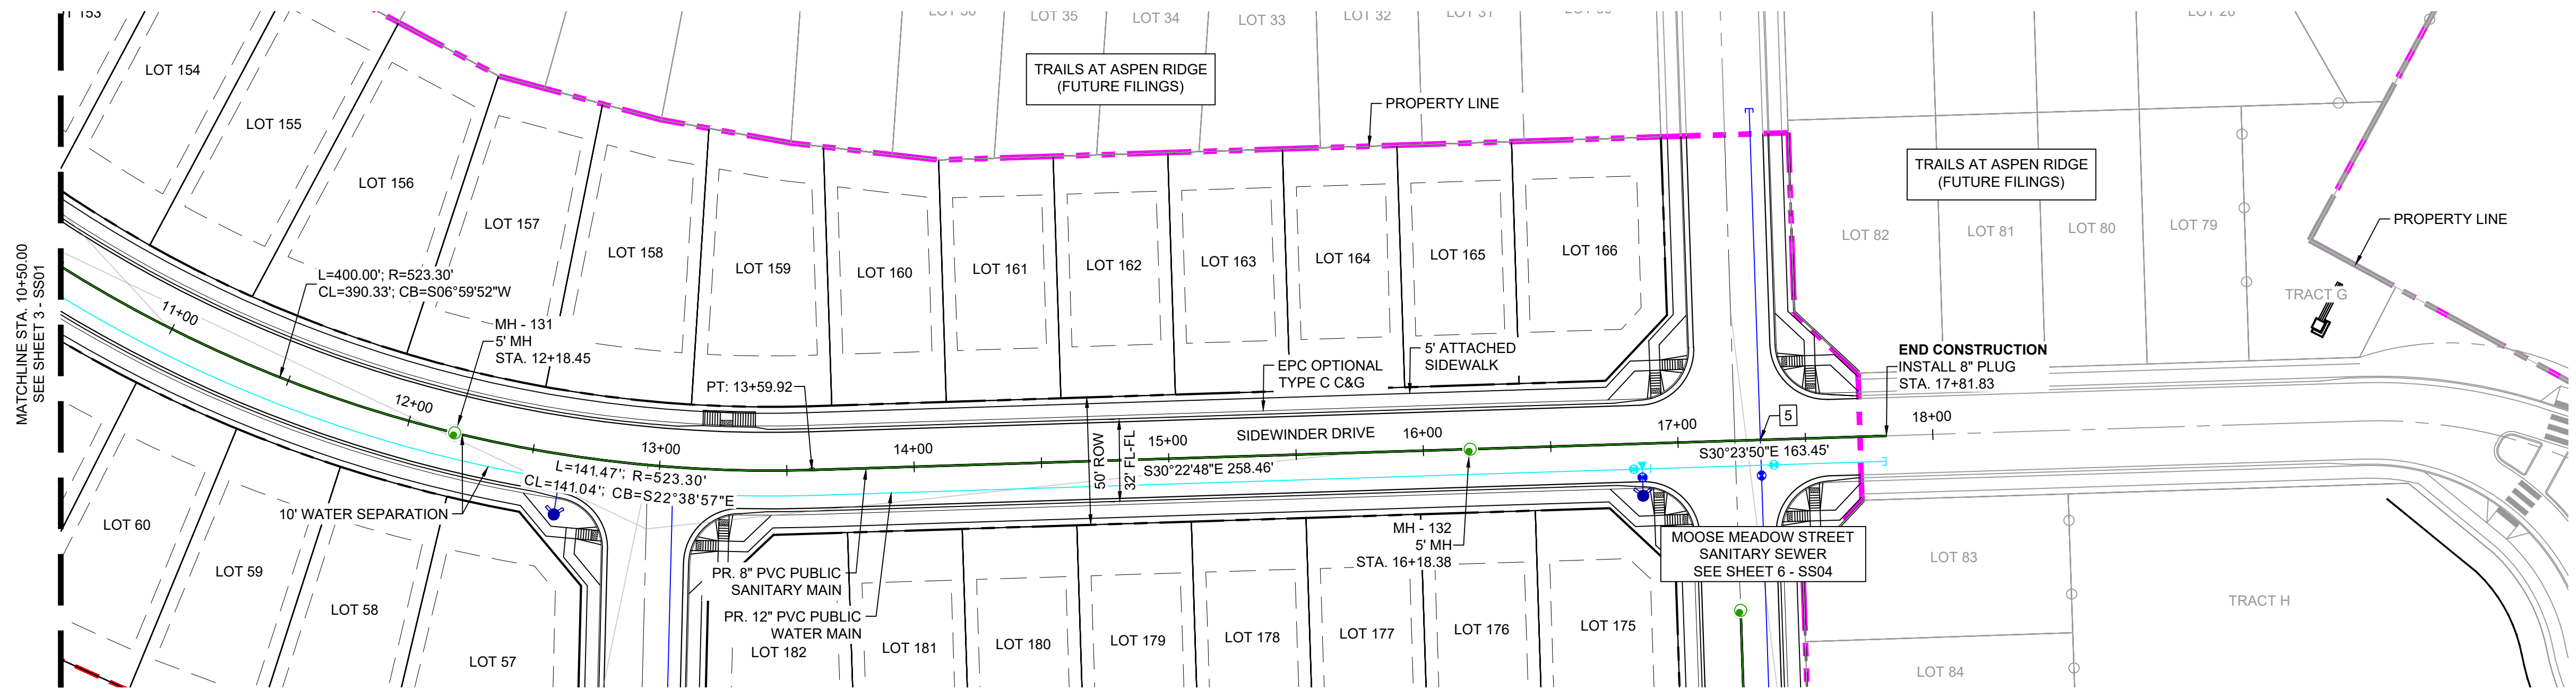 MATCHLINE STA. 10+50.00
SEE SHEET 3 - SS01
LOT 154
LOT 155
LOT 156
LOT 157
LOT 158
LOT 159
LOT 160
LOT 161
LOT 162
LOT 163
LOT 164
LOT 165
LOT 166
LOT 35
LOT 34
LOT 33
LOT 32
LOT 31
TRAILS AT ASPEN RIDGE
(FUTURE FILINGS)
PROPERTY LINE
TRAILS AT ASPEN RIDGE
(FUTURE FILINGS)
PROPERTY LINE
LOT 82
LOT 81
LOT 80
LOT 79
TRACT G
L=400.00'; R=523.30'
CL=390.33'; CB=S06°59'52"W
11+00
MH - 131
5' MH
STA. 12+18.45
12+00
PT: 13+59.92
EPC OPTIONAL
TYPE C C&G
5' ATTACHED
SIDEWALK
END CONSTRUCTION
INSTALL 8" PLUG
STA. 17+81.83
13+00
14+00
15+00
SIDEWINDER DRIVE
16+00
17+00
5
18+00
L=141.47'; R=523.30'
CL=141.04'; CB=S22°38'57"E
50' ROW
32' FL-FL
S30°22'48"E 258.46'
S30°23'50"E 163.45'
10' WATER SEPARATION
MH - 132
5' MH
STA. 16+18.38
MOOSE MEADOW STREET
SANITARY SEWER
SEE SHEET 6 - SS04
PR. 8" PVC PUBLIC
SANITARY MAIN
PR. 12" PVC PUBLIC
WATER MAIN
LOT 60
LOT 59
LOT 58
LOT 57
LOT 182
LOT 181
LOT 180
LOT 179
LOT 178
LOT 177
LOT 176
LOT 175
LOT 83
LOT 84
TRACT H